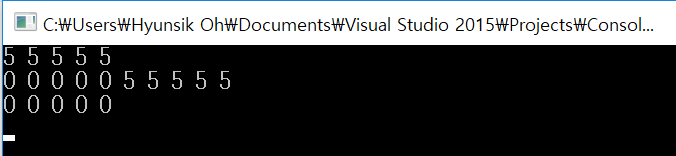 C:₩Users₩Hyunsik Oh₩Documents₩Visual Studio 2015₩Projects₩Consol...
5 5 5 5 5
0 0 0 0 0 5 5 5 5 5
0 0 0 0 0